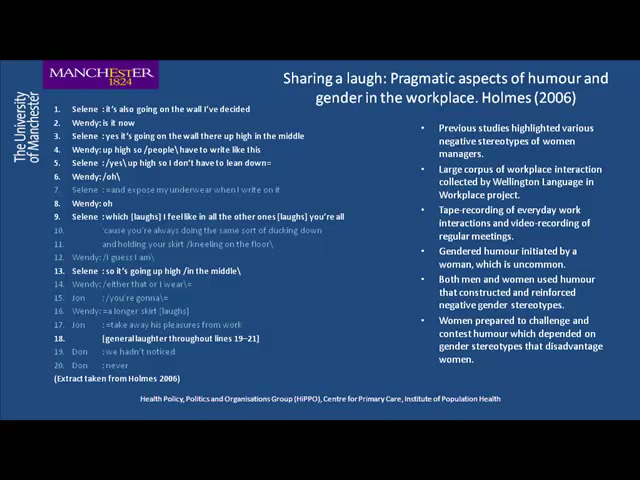 MANCHESTER
1824
The University
of Manchester
Sharing a laugh: Pragmatic aspects of humour and
gender in the workplace. Holmes (2006)
1. Selene : it's also going on the wall I've decided
2. Wendy: is it now
3. Selene : yes it's going on the wall there up high in the middle
4. Wendy: up high so /people\ have to write like this
5. Selene : /yes\ up high so I don't have to lean down=
6. Wendy: /oh\
7. Selene : =and expose my underwear when I write on it
8. Wendy: oh
9. Selene : which [laughs] I feel like in all the other ones [laughs] you're all
10. 'cause you're always doing the same sort of ducking down
11. and holding your skirt /kneeling on the floor\
12. Wendy: /I guess I am\
13. Selene : so it's going up high /in the middle\
14. Wendy: /either that or I wear\=
15. Jon : /you're gonna\=
16. Wendy: =a longer skirt [laughs]
17. Jon : =take away his pleasures from work
18. [general laughter throughout lines 19–21]
19. Don : we hadn't noticed
20. Don : never
(Extract taken from Holmes 2006)
• Previous studies highlighted various
negative stereotypes of women
managers.
• Large corpus of workplace interaction
collected by Wellington Language in
Workplace project.
• Tape-recording of everyday work
interactions and video-recording of
regular meetings.
• Gendered humour initiated by a
woman, which is uncommon.
• Both men and women used humour
that constructed and reinforced
negative gender stereotypes.
• Women prepared to challenge and
contest humour which depended on
gender stereotypes that disadvantage
women.
Health Policy, Politics and Organisations Group (HiPPO), Centre for Primary Care, Institute of Population Health